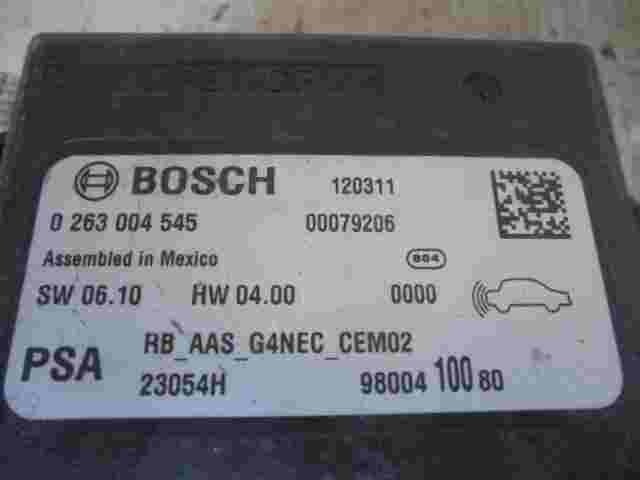 BOSCH 120311
0 263 004 545 00079206
Assembled in Mexico 804
SW 06.10 HW 04.00 0000
PSA RB_AAS_G4NEC_CEM02
23054H 98004 100 80